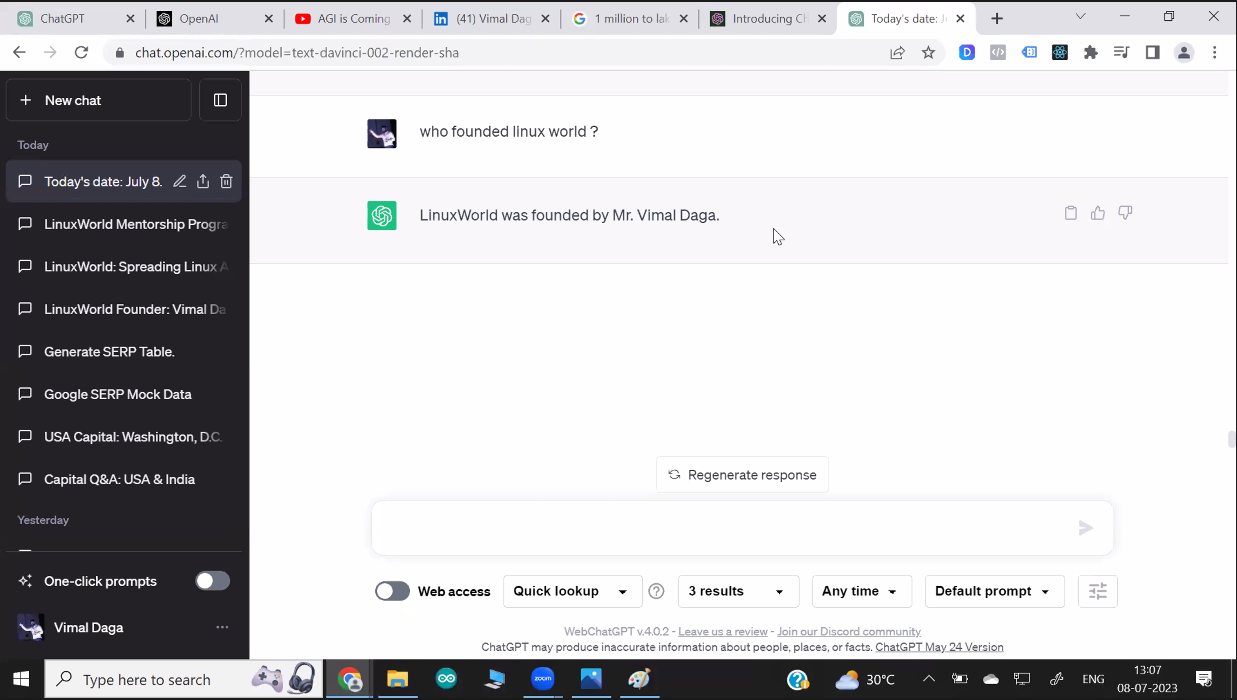 ChatGPT
OpenAI
AGI is Coming
(41) Vimal Dag
1 million to lak
Introducing Ch
Today's date: J
chat.openai.com/?model=text-davinci-002-render-sha
New chat
Today
Today's date: July 8.
LinuxWorld Mentorship Progra
LinuxWorld: Spreading Linux A
LinuxWorld Founder: Vimal Da
Generate SERP Table.
Google SERP Mock Data
USA Capital: Washington, D.C.
Capital Q&A: USA & India
Yesterday
One-click prompts
Vimal Daga
who founded linux world ?
LinuxWorld was founded by Mr. Vimal Daga.
Regenerate response
Web access
Quick lookup
3 results
Any time
Default prompt
WebChatGPT v.4.0.2 - Leave us a review - Join our Discord community
ChatGPT may produce inaccurate information about people, places, or facts. ChatGPT May 24 Version
Type here to search
zoom
30°C
ENG
13:07
08-07-2023